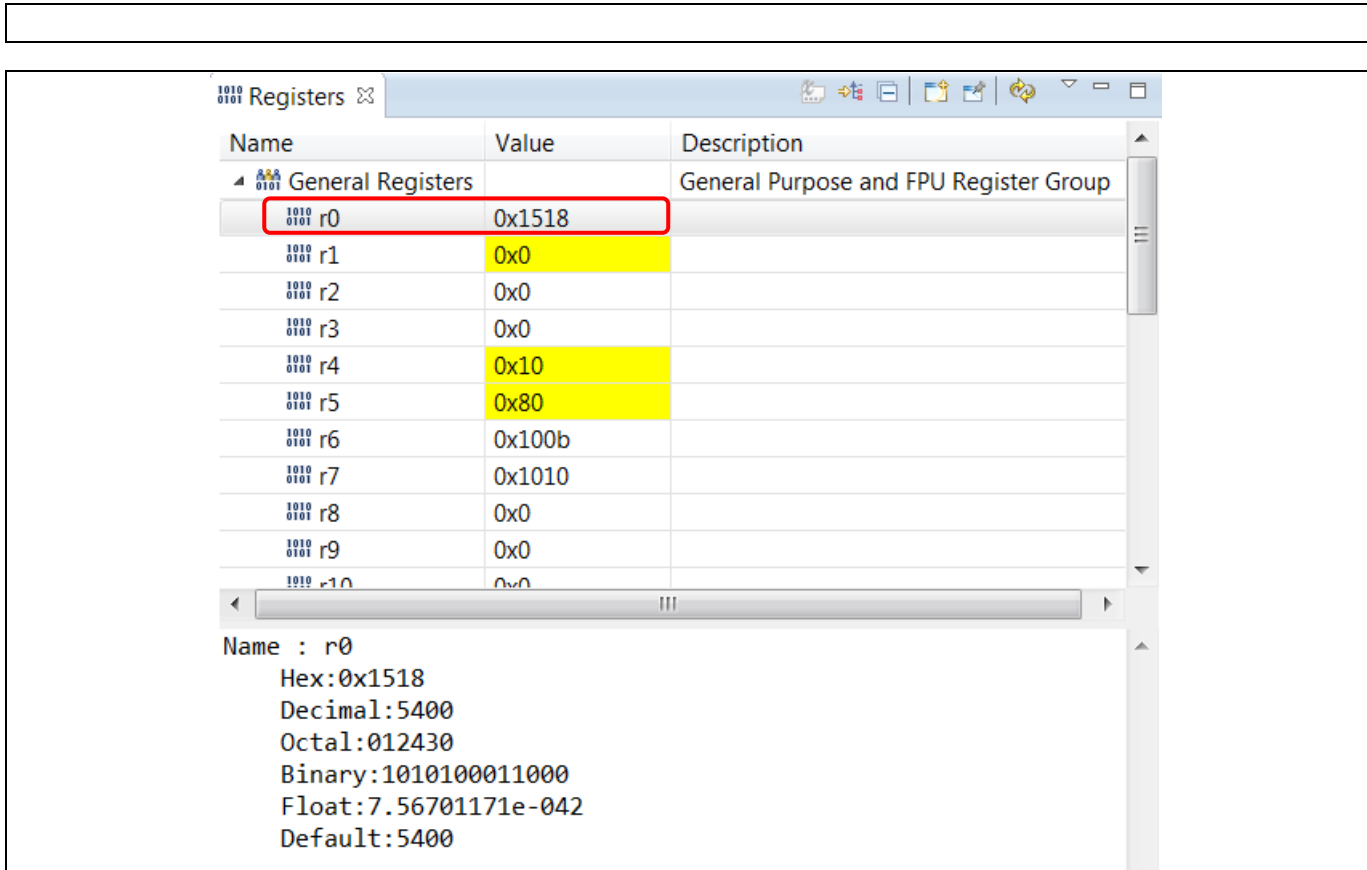 Registers
Name Value Description
General Registers General Purpose and FPU Register Group
r0 0x1518
r1 0x0
r2 0x0
r3 0x0
r4 0x10
r5 0x80
r6 0x100b
r7 0x1010
r8 0x0
r9 0x0
r10 0x0
Name : r0
Hex:0x1518
Decimal:5400
Octal:012430
Binary:1010100011000
Float:7.56701171e-042
Default:5400